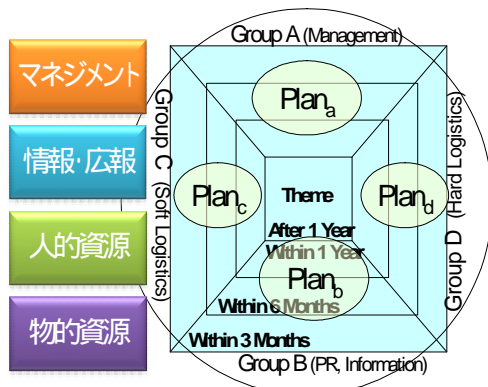 Group A (Management)
マネジメント
情報・広報
人的資源
物的資源
Group C (Soft Logistics)
Plana
Planc
Theme
Pland
Group D (Hard Logistics)
After 1 Year
Within 1 Year
Planb
Within 6 Months
Within 3 Months
Group B (PR, Information)